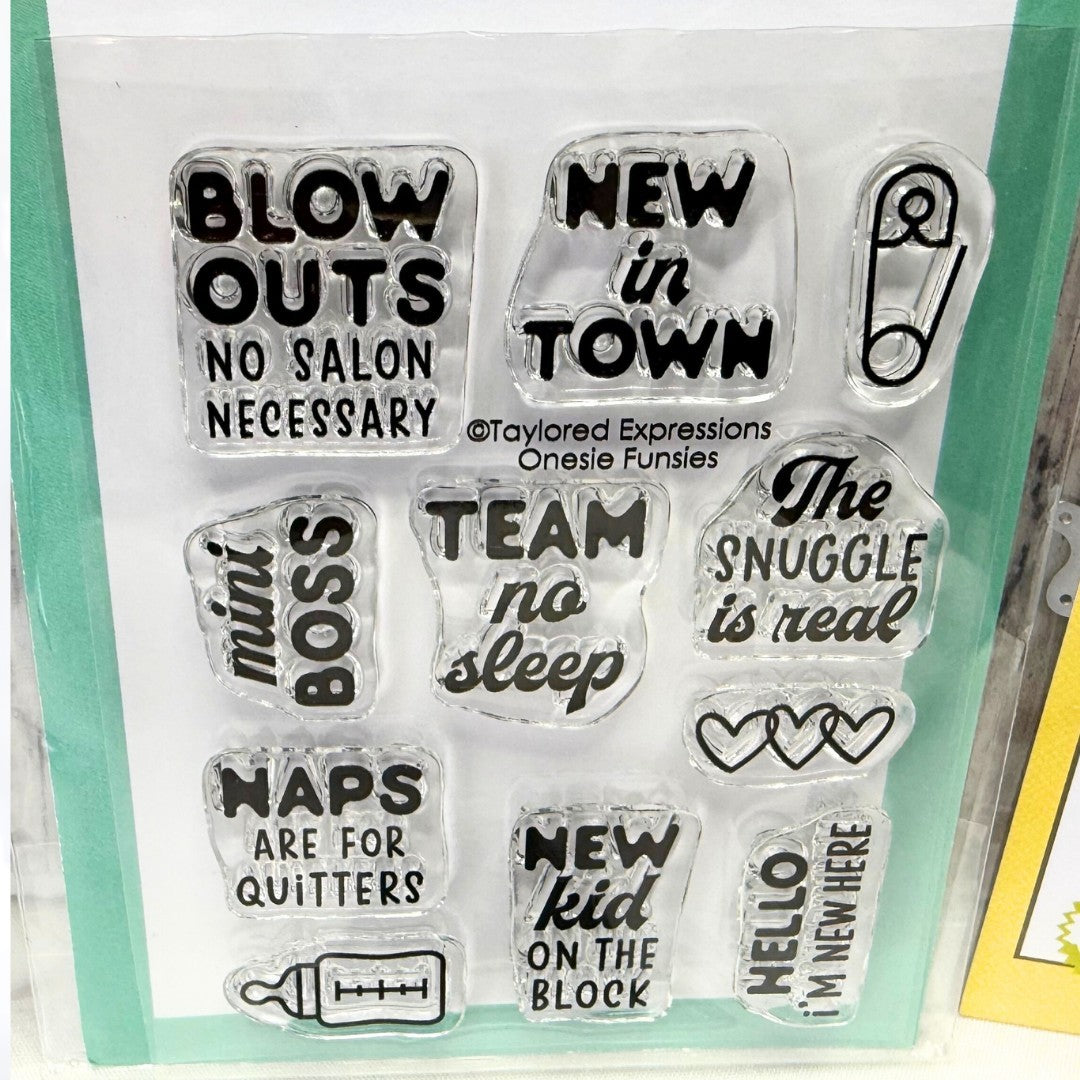 BLOW
OUTS
NO SALON
NECESSARY
NEW
in
TOWN
©Taylored Expressions
Onesie Funsies
mini
BOSS
TEAM
no
sleep
The
SNUGGLE
is real
NAPS
ARE FOR
QUiTTERS
NEW
kid
ON THE
BLOCK
HELLO
i'M NEW HERE